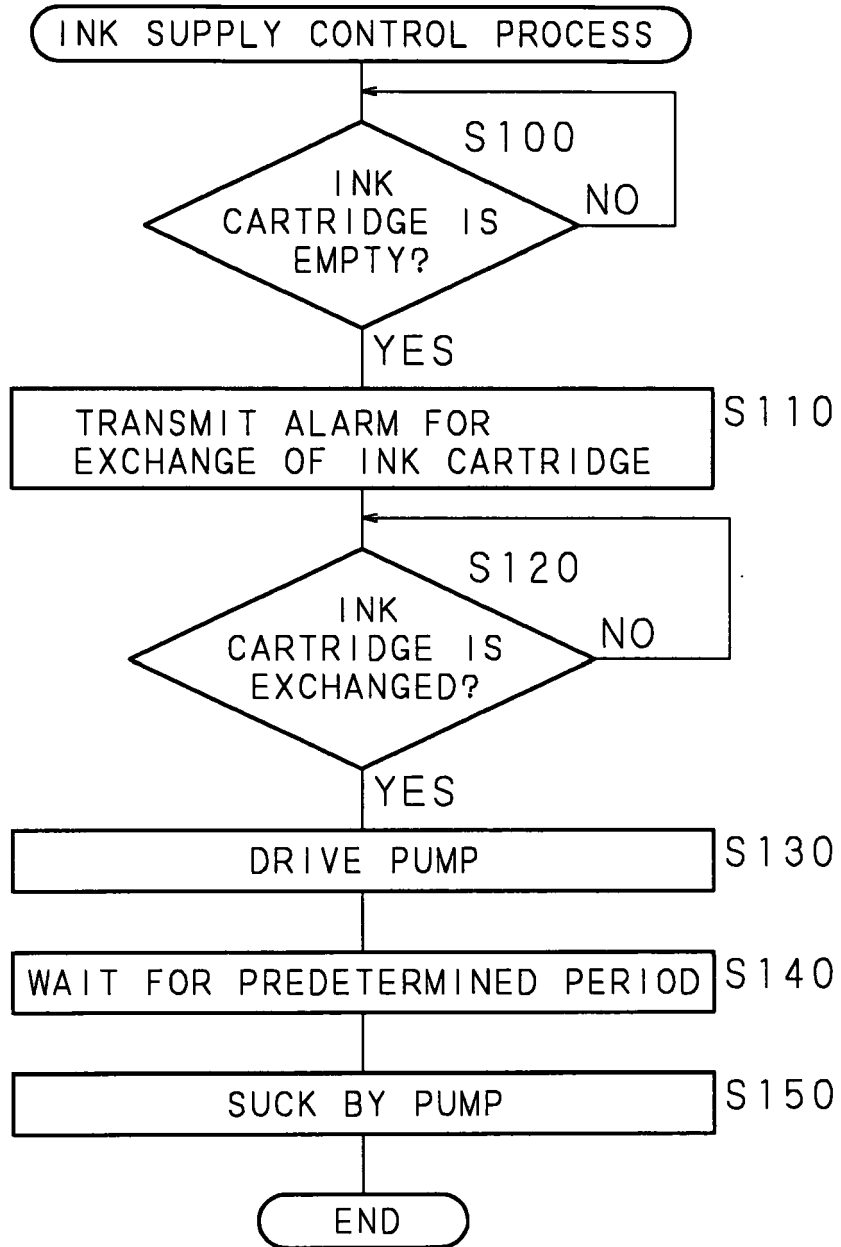 INK SUPPLY CONTROL PROCESS
S100
INK
CARTRIDGE IS
EMPTY?
NO
YES
TRANSMIT ALARM FOR
EXCHANGE OF INK CARTRIDGE
S110
S120
INK
CARTRIDGE IS
EXCHANGED?
NO
YES
DRIVE PUMP
S130
WAIT FOR PREDETERMINED PERIOD
S140
SUCK BY PUMP
S150
END